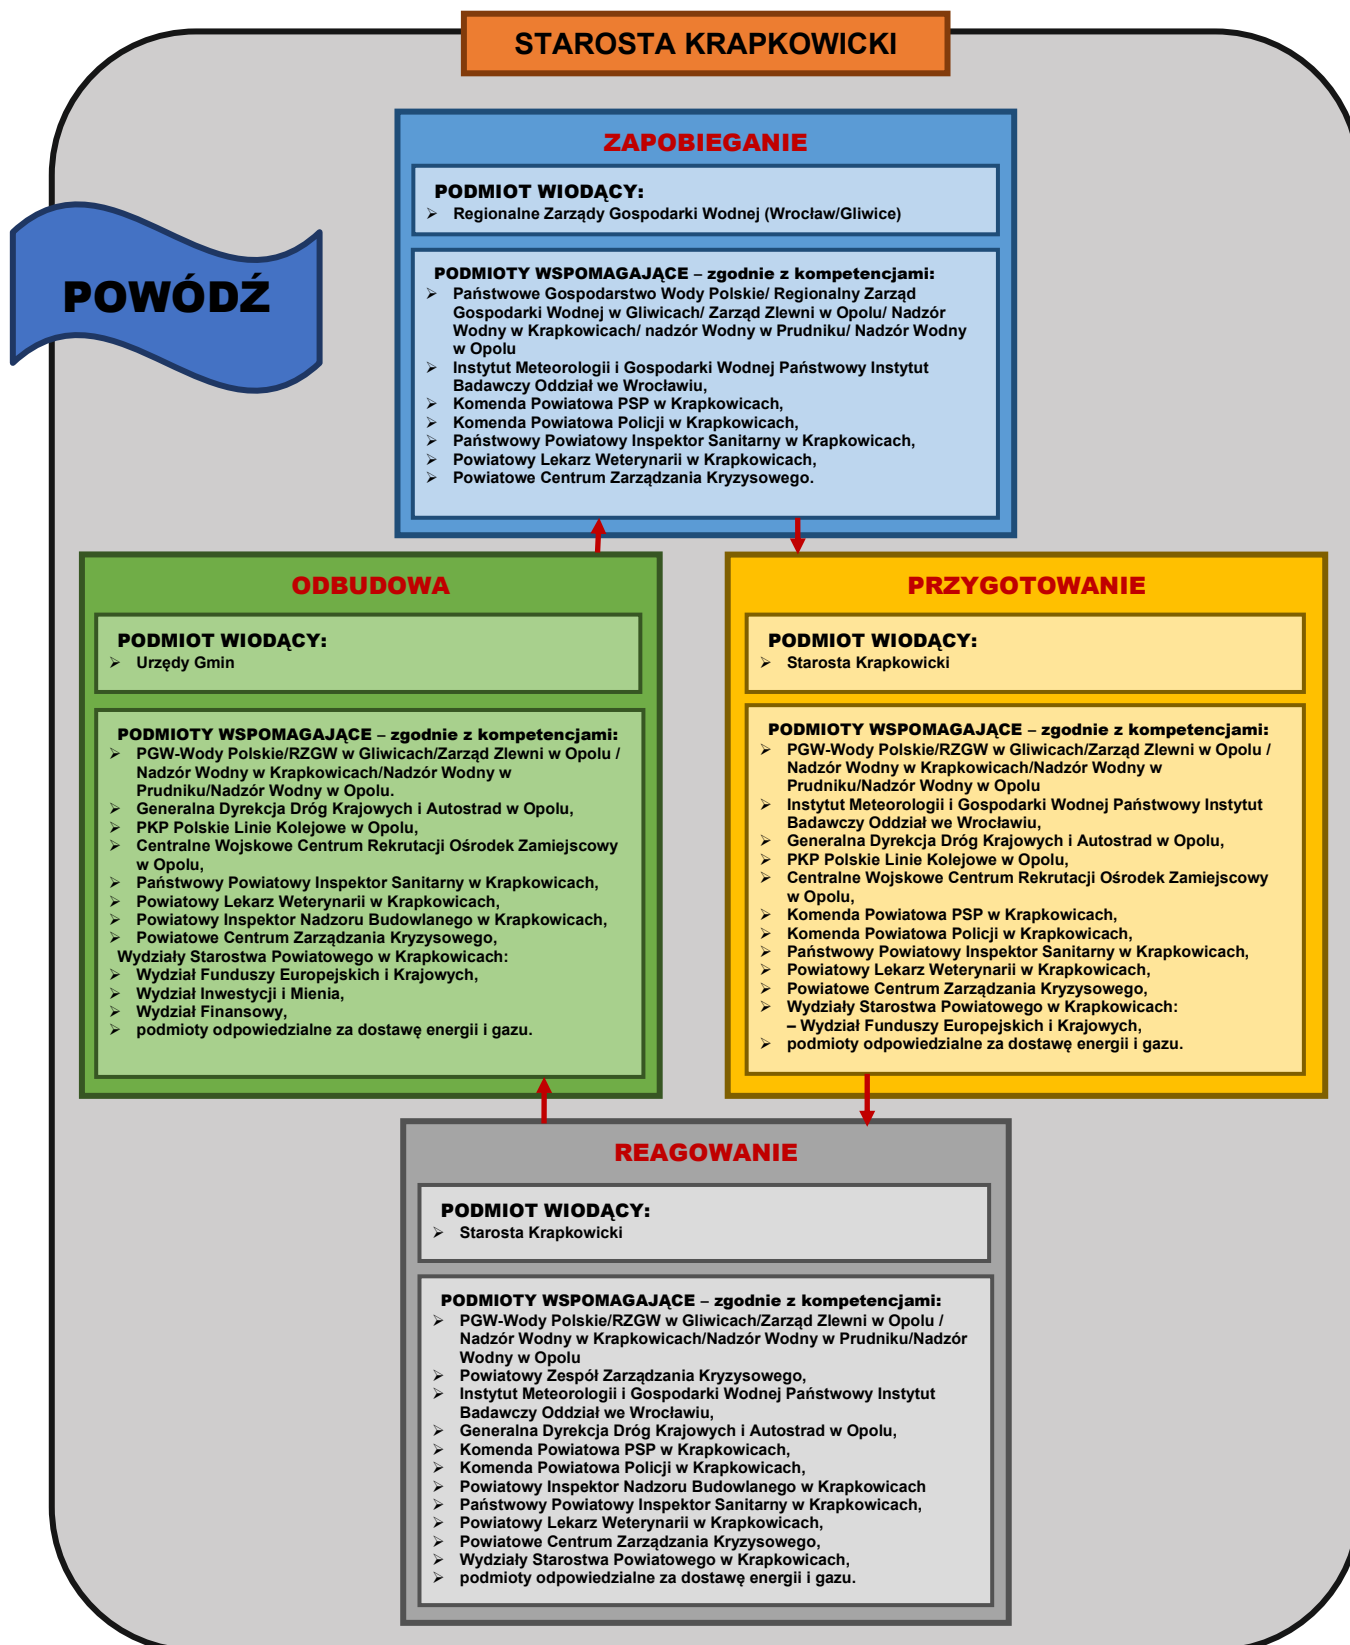 STAROSTA KRAPKOWICKI
ZAPOBIEGANIE
PODMIOT WIODĄCY:
➢ Regionalne Zarządy Gospodarki Wodnej (Wrocław/Gliwice)
POWÓDŹ
PODMIOTY WSPOMAGAJĄCE – zgodnie z kompetencjami:
➢ Państwowe Gospodarstwo Wody Polskie/ Regionalny Zarząd
Gospodarki Wodnej w Gliwicach/ Zarząd Zlewni w Opolu/ Nadzór
Wodny w Krapkowicach/ nadzór Wodny w Prudniku/ Nadzór Wodny
w Opolu
➢ Instytut Meteorologii i Gospodarki Wodnej Państwowy Instytut
Badawczy Oddział we Wrocławiu,
➢ Komenda Powiatowa PSP w Krapkowicach,
➢ Komenda Powiatowa Policji w Krapkowicach,
➢ Państwowy Powiatowy Inspektor Sanitarny w Krapkowicach,
➢ Powiatowy Lekarz Weterynarii w Krapkowicach,
➢ Powiatowe Centrum Zarządzania Kryzysowego.
ODBUDOWA
PODMIOT WIODĄCY:
➢ Urzędy Gmin
PODMIOTY WSPOMAGAJĄCE – zgodnie z kompetencjami:
➢ PGW-Wody Polskie/RZGW w Gliwicach/Zarząd Zlewni w Opolu /
Nadzór Wodny w Krapkowicach/Nadzór Wodny w
Prudniku/Nadzór Wodny w Opolu.
➢ Generalna Dyrekcja Dróg Krajowych i Autostrad w Opolu,
➢ PKP Polskie Linie Kolejowe w Opolu,
➢ Centralne Wojskowe Centrum Rekrutacji Ośrodek Zamiejscowy
w Opolu,
➢ Państwowy Powiatowy Inspektor Sanitarny w Krapkowicach,
➢ Powiatowy Lekarz Weterynarii w Krapkowicach,
➢ Powiatowy Inspektor Nadzoru Budowlanego w Krapkowicach,
➢ Powiatowe Centrum Zarządzania Kryzysowego,
Wydziały Starostwa Powiatowego w Krapkowicach:
➢ Wydział Funduszy Europejskich i Krajowych,
➢ Wydział Inwestycji i Mienia,
➢ Wydział Finansowy,
➢ podmioty odpowiedzialne za dostawę energii i gazu.
PRZYGOTOWANIE
PODMIOT WIODĄCY:
➢ Starosta Krapkowicki
PODMIOTY WSPOMAGAJĄCE – zgodnie z kompetencjami:
➢ PGW-Wody Polskie/RZGW w Gliwicach/Zarząd Zlewni w Opolu /
Nadzór Wodny w Krapkowicach/Nadzór Wodny w
Prudniku/Nadzór Wodny w Opolu
➢ Instytut Meteorologii i Gospodarki Wodnej Państwowy Instytut
Badawczy Oddział we Wrocławiu,
➢ Generalna Dyrekcja Dróg Krajowych i Autostrad w Opolu,
➢ PKP Polskie Linie Kolejowe w Opolu,
➢ Centralne Wojskowe Centrum Rekrutacji Ośrodek Zamiejscowy
w Opolu,
➢ Komenda Powiatowa PSP w Krapkowicach,
➢ Komenda Powiatowa Policji w Krapkowicach,
➢ Państwowy Powiatowy Inspektor Sanitarny w Krapkowicach,
➢ Powiatowy Lekarz Weterynarii w Krapkowicach,
➢ Powiatowe Centrum Zarządzania Kryzysowego,
➢ Wydziały Starostwa Powiatowego w Krapkowicach:
– Wydział Funduszy Europejskich i Krajowych,
➢ podmioty odpowiedzialne za dostawę energii i gazu.
REAGOWANIE
PODMIOT WIODĄCY:
➢ Starosta Krapkowicki
PODMIOTY WSPOMAGAJĄCE – zgodnie z kompetencjami:
➢ PGW-Wody Polskie/RZGW w Gliwicach/Zarząd Zlewni w Opolu /
Nadzór Wodny w Krapkowicach/Nadzór Wodny w Prudniku/Nadzór
Wodny w Opolu
➢ Powiatowy Zespół Zarządzania Kryzysowego,
➢ Instytut Meteorologii i Gospodarki Wodnej Państwowy Instytut
Badawczy Oddział we Wrocławiu,
➢ Generalna Dyrekcja Dróg Krajowych i Autostrad w Opolu,
➢ Komenda Powiatowa PSP w Krapkowicach,
➢ Komenda Powiatowa Policji w Krapkowicach,
➢ Powiatowy Inspektor Nadzoru Budowlanego w Krapkowicach
➢ Państwowy Powiatowy Inspektor Sanitarny w Krapkowicach,
➢ Powiatowy Lekarz Weterynarii w Krapkowicach,
➢ Powiatowe Centrum Zarządzania Kryzysowego,
➢ Wydziały Starostwa Powiatowego w Krapkowicach,
➢ podmioty odpowiedzialne za dostawę energii i gazu.